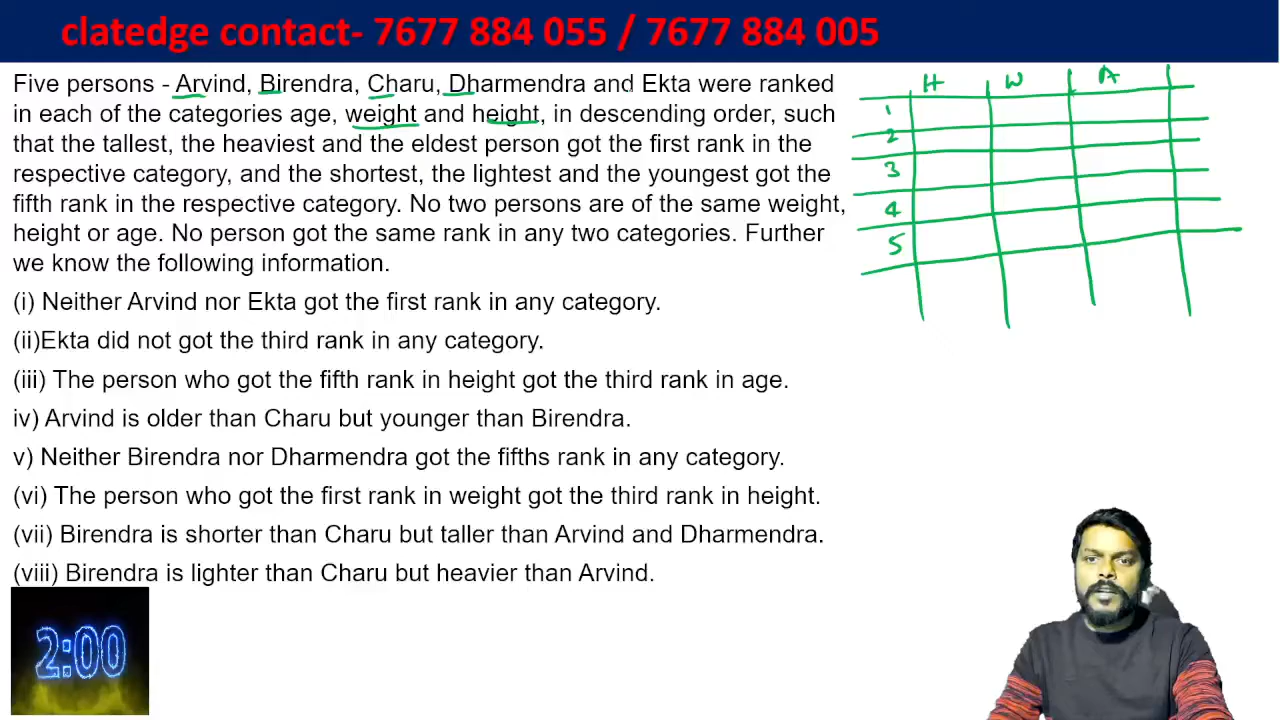 clatedge contact- 7677 884 055 / 7677 884 005
Five persons - Arvind, Birendra, Charu, Dharmendra and Ekta were ranked
in each of the categories age, weight and height, in descending order, such
that the tallest, the heaviest and the eldest person got the first rank in the
respective category, and the shortest, the lightest and the youngest got the
fifth rank in the respective category. No two persons are of the same weight,
height or age. No person got the same rank in any two categories. Further
we know the following information.
(i) Neither Arvind nor Ekta got the first rank in any category.
(ii)Ekta did not got the third rank in any category.
(iii) The person who got the fifth rank in height got the third rank in age.
iv) Arvind is older than Charu but younger than Birendra.
v) Neither Birendra nor Dharmendra got the fifths rank in any category.
(vi) The person who got the first rank in weight got the third rank in height.
(vii) Birendra is shorter than Charu but taller than Arvind and Dharmendra.
(viii) Birendra is lighter than Charu but heavier than Arvind.
H W A
1
2
3
4
5
2:00